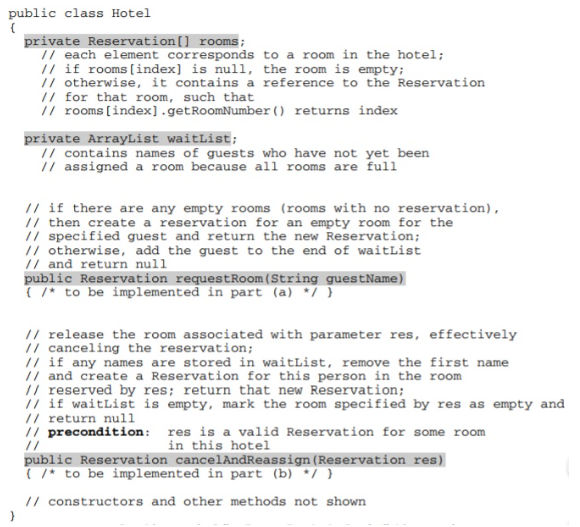 public class Hotel
{
private Reservation[] rooms;
// each element corresponds to a room in the hotel;
// if rooms[index] is null, the room is empty;
// otherwise, it contains a reference to the Reservation
// for that room, such that
// rooms[index].getRoomNumber() returns index
private ArrayList waitList;
// contains names of guests who have not yet been
// assigned a room because all rooms are full
// if there are any empty rooms (rooms with no reservation),
// then create a reservation for an empty room for the
// specified guest and return the new Reservation;
// otherwise, add the guest to the end of waitList
// and return null
public Reservation requestRoom(String guestName)
{ /* to be implemented in part (a) */ }
// release the room associated with parameter res, effectively
// canceling the reservation;
// if any names are stored in waitList, remove the first name
// and create a Reservation for this person in the room
// reserved by res; return that new Reservation;
// if waitList is empty, mark the room specified by res as empty and
// return null
// precondition: res is a valid Reservation for some room
// in this hotel
public Reservation cancelAndReassign(Reservation res)
{ /* to be implemented in part (b) */ }
// constructors and other methods not shown
}